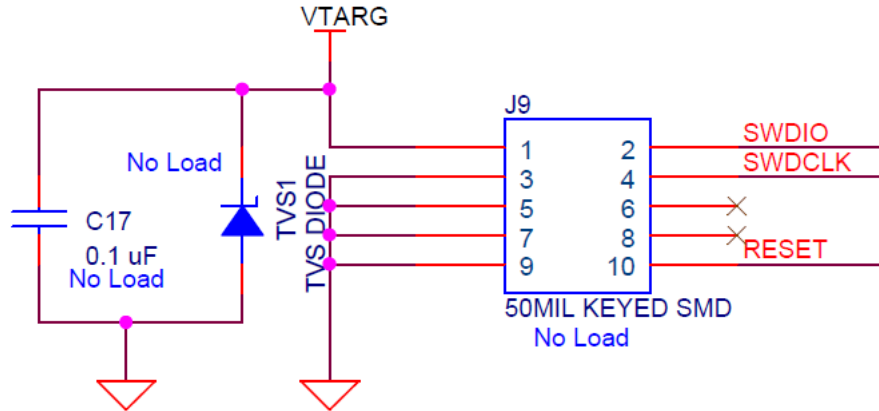 VTARG
J9
No Load
TVS1
TVS DIODE
C17
0.1 uF
No Load
1 2
3 4
5 6
7 8
9 10
SWDIO
SWDCLK
RESET
50MIL KEYED SMD
No Load